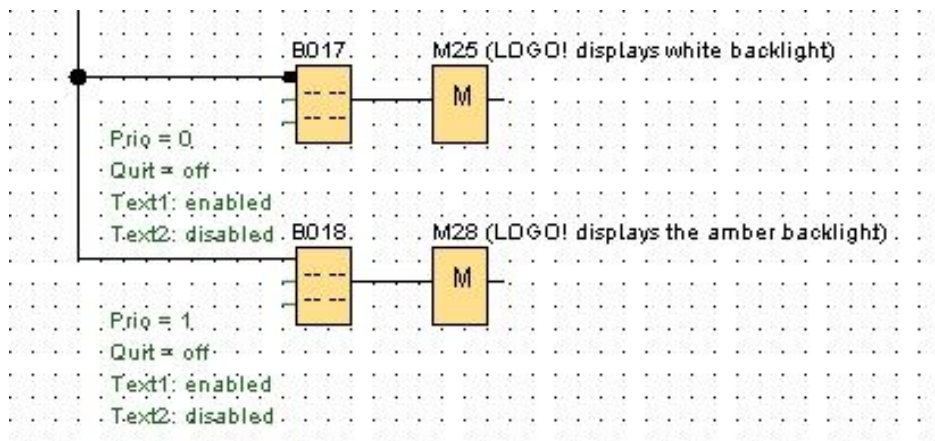 B017
M25 (LOGO! displays white backlight)
M
Prio = 0
Quit = off
Text1: enabled
Text2: disabled
B018
M28 (LOGO! displays the amber backlight)
M
Prio = 1
Quit = off
Text1: enabled
Text2: disabled